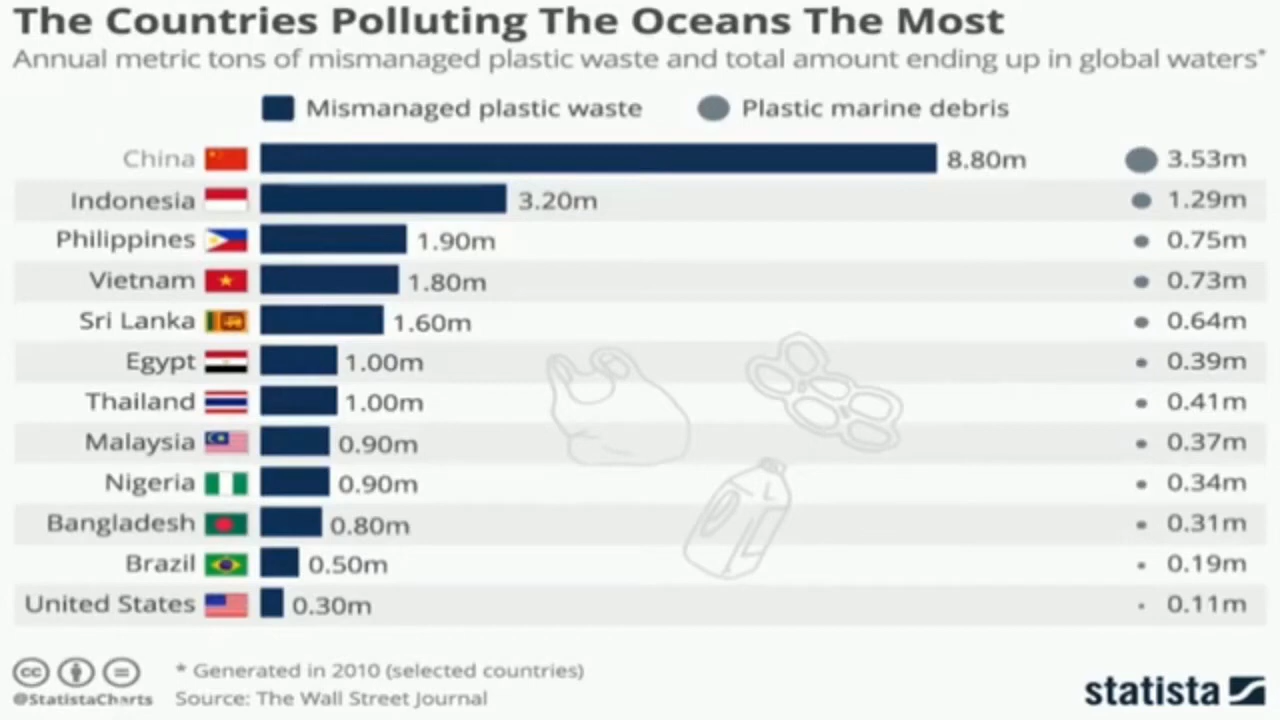 The Countries Polluting The Oceans The Most
Annual metric tons of mismanaged plastic waste and total amount ending up in global waters*
Mismanaged plastic waste Plastic marine debris
China 8.80m 3.53m
Indonesia 3.20m 1.29m
Philippines 1.90m 0.75m
Vietnam 1.80m 0.73m
Sri Lanka 1.60m 0.64m
Egypt 1.00m 0.39m
Thailand 1.00m 0.41m
Malaysia 0.90m 0.37m
Nigeria 0.90m 0.34m
Bangladesh 0.80m 0.31m
Brazil 0.50m 0.19m
United States 0.30m 0.11m
cc = * Generated in 2010 (selected countries)
@StatistaCharts Source: The Wall Street Journal
statista